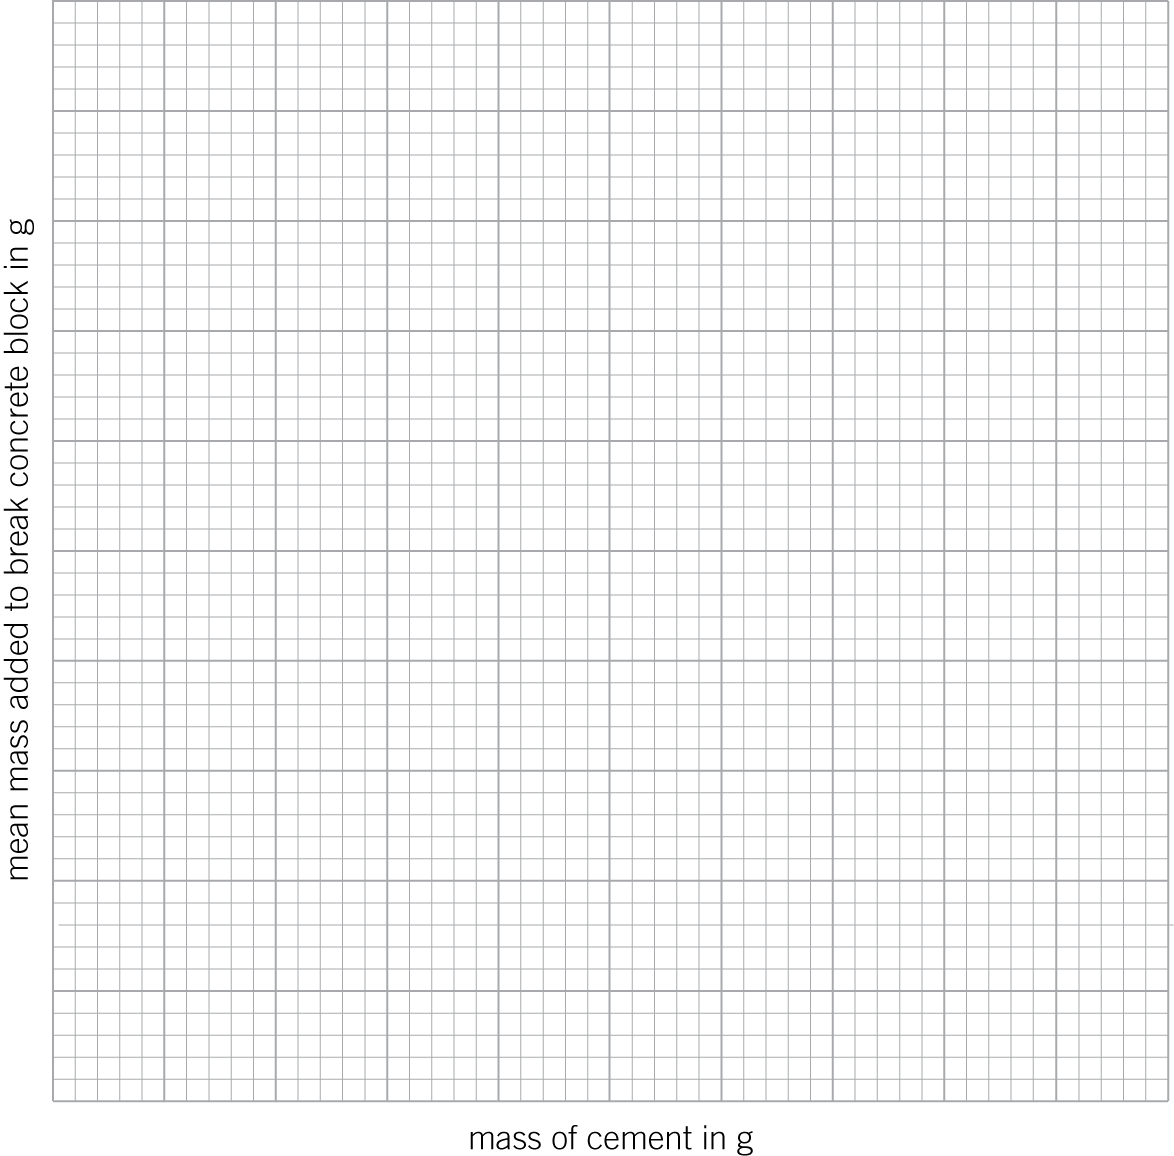 mean mass added to break concrete block in g
mass of cement in g